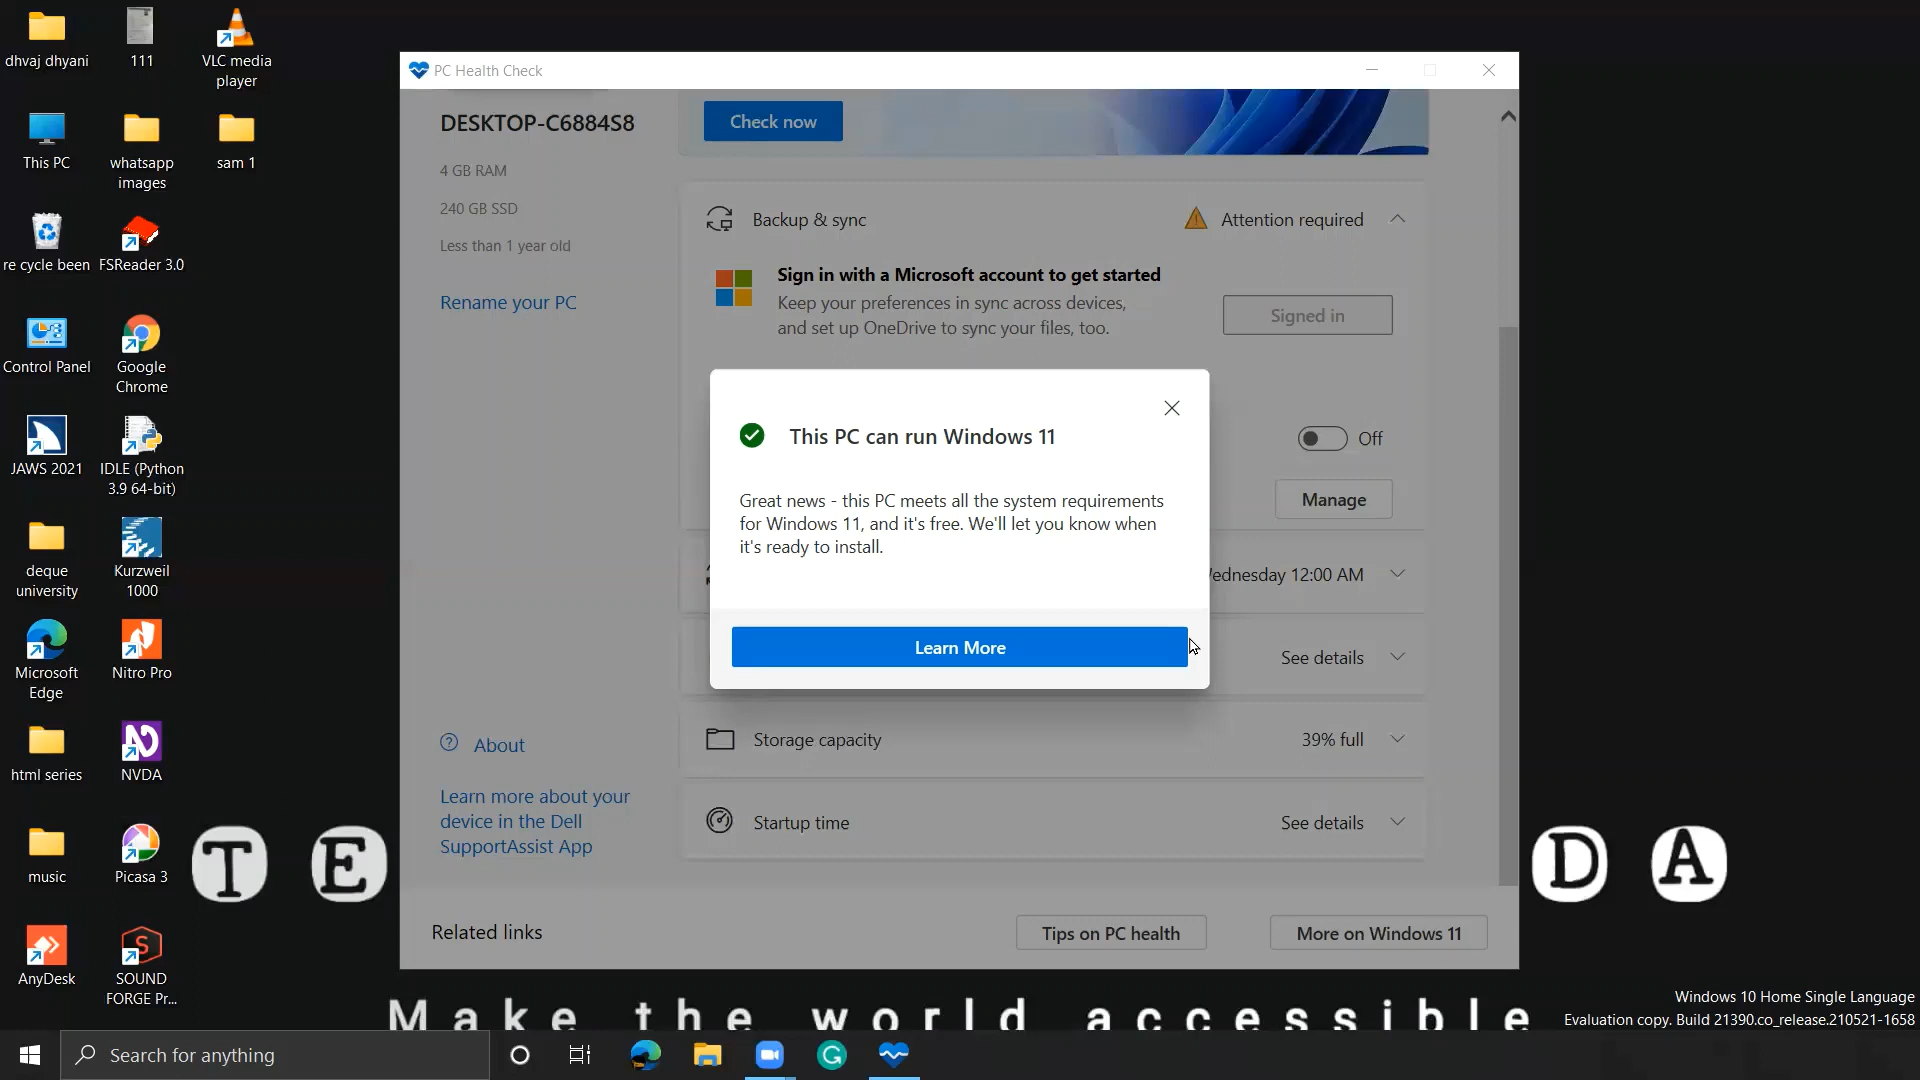 dhvaj dhyani
111
VLC media
player
This PC
whatsapp
images
sam 1
re cycle been
FSReader 3.0
Control Panel
Google
Chrome
JAWS 2021
IDLE (Python
3.9 64-bit)
deque
university
Kurzweil
1000
Microsoft
Edge
Nitro Pro
html series
NVDA
music
Picasa 3
AnyDesk
SOUND
FORGE Pr...
PC Health Check
DESKTOP-C6884S8
4 GB RAM
240 GB SSD
Less than 1 year old
Rename your PC
About
Learn more about your
device in the Dell
SupportAssist App
Check now
Backup & sync
Attention required
Sign in with a Microsoft account to get started
Keep your preferences in sync across devices,
and set up OneDrive to sync your files, too.
Signed in
Off
Manage
This PC can run Windows 11
Great news - this PC meets all the system requirements
for Windows 11, and it's free. We'll let you know when
it's ready to install.
Learn More
12:00 AM
See details
Storage capacity
39% full
Startup time
See details
Related links
Tips on PC health
More on Windows 11
T E D A
Make the world accessible
Windows 10 Home Single Language
Evaluation copy. Build 21390.co_release.210521-1658
Search for anything